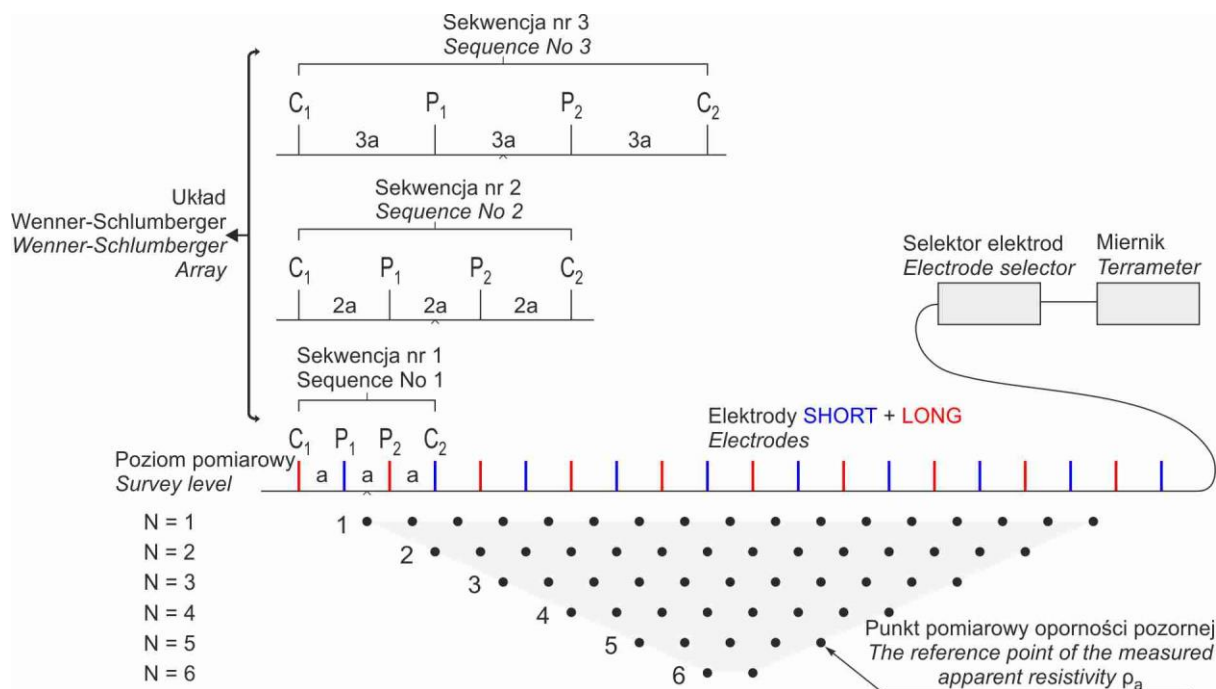 Sekwencja nr 3
Sequence No 3
C1 P1 P2 C2
3a 3a 3a
Układ
Wenner-Schlumberger
Wenner-Schlumberger
Array
Sekwencja nr 2
Sequence No 2
C1 P1 P2 C2
2a 2a 2a
Selektor elektrod
Electrode selector
Miernik
Terrameter
Sekwencja nr 1
Sequence No 1
C1 P1 P2 C2
a a a
Elektrody SHORT + LONG
Electrodes
Poziom pomiarowy
Survey level
N = 1 1
N = 2 2
N = 3 3
N = 4 4
N = 5 5
N = 6 6
Punkt pomiarowy oporności pozornej
The reference point of the measured
apparent resistivity ρa